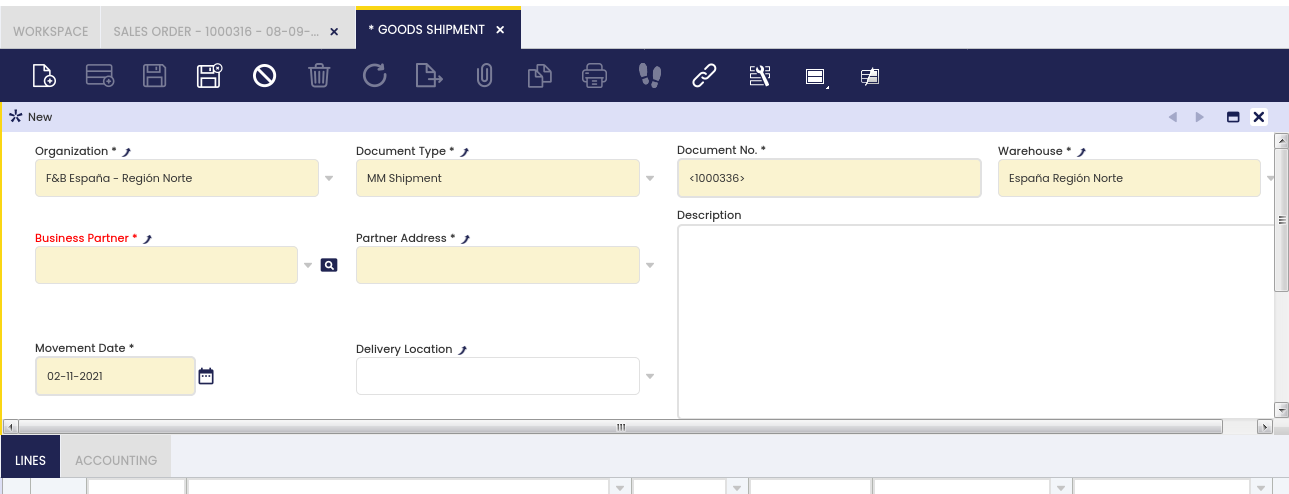 WORKSPACE SALES ORDER - 1000316 - 08-09-... * GOODS SHIPMENT
New
Organization * Document Type * Document No. * Warehouse *
F&B España - Región Norte MM Shipment <1000336> España Región Norte
Description
Business Partner * Partner Address *
Movement Date * Delivery Location
02-11-2021
LINES ACCOUNTING